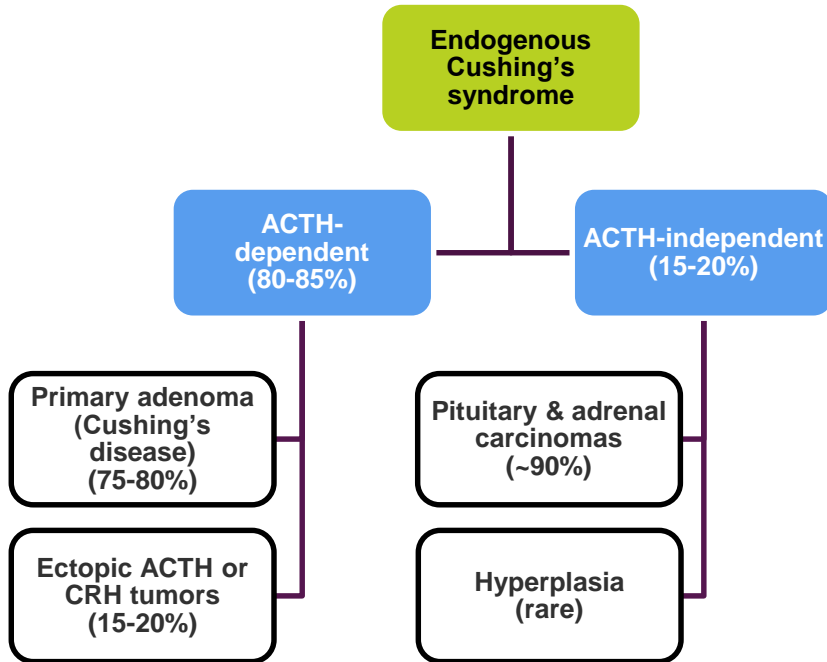 Endogenous
Cushing's
syndrome
ACTH-
dependent
(80-85%)
ACTH-independent
(15-20%)
Primary adenoma
(Cushing's
disease)
(75-80%)
Pituitary & adrenal
carcinomas
(~90%)
Ectopic ACTH or
CRH tumors
(15-20%)
Hyperplasia
(rare)